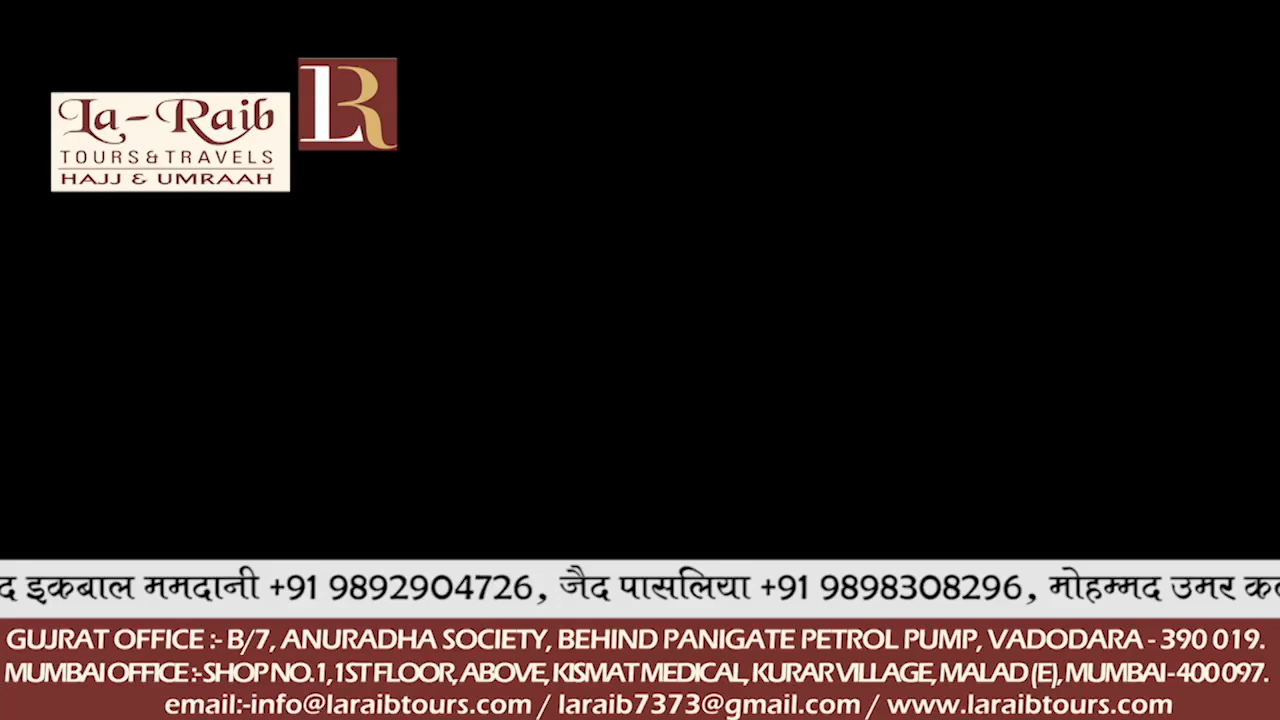 La-Raib
TOURS & TRAVELS
HAJJ & UMRAAH
LR
इकबाल ममदानी +91 9892904726, जैद पासलिया +91 9898308296, मोहम्मद उमर
GUJRAT OFFICE :- B/7, ANURADHA SOCIETY, BEHIND PANIGATE PETROL PUMP, VADODARA - 390 019.
MUMBAI OFFICE :- SHOP NO. 1, 1ST FLOOR, ABOVE, KISMAT MEDICAL, KURAR VILLAGE, MALAD (E), MUMBAI - 400 097.
email:-info@laraibtours.com / laraib7373@gmail.com / www.laraibtours.com